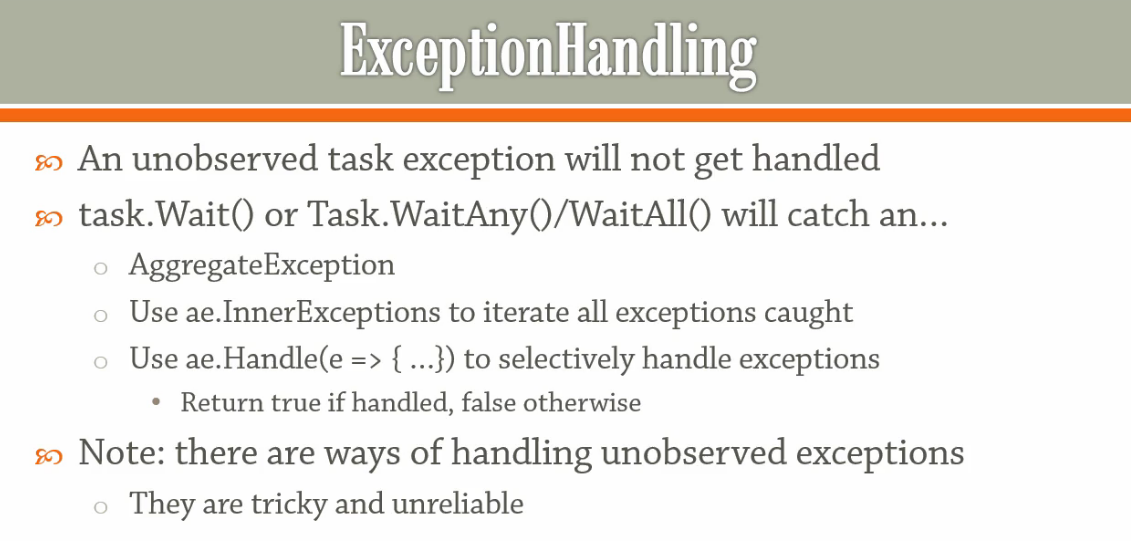 ExceptionHandling
An unobserved task exception will not get handled
task.Wait() or Task.WaitAny()/WaitAll() will catch an…
AggregateException
Use ae.InnerExceptions to iterate all exceptions caught
Use ae.Handle(e => { …}) to selectively handle exceptions
Return true if handled, false otherwise
Note: there are ways of handling unobserved exceptions
They are tricky and unreliable